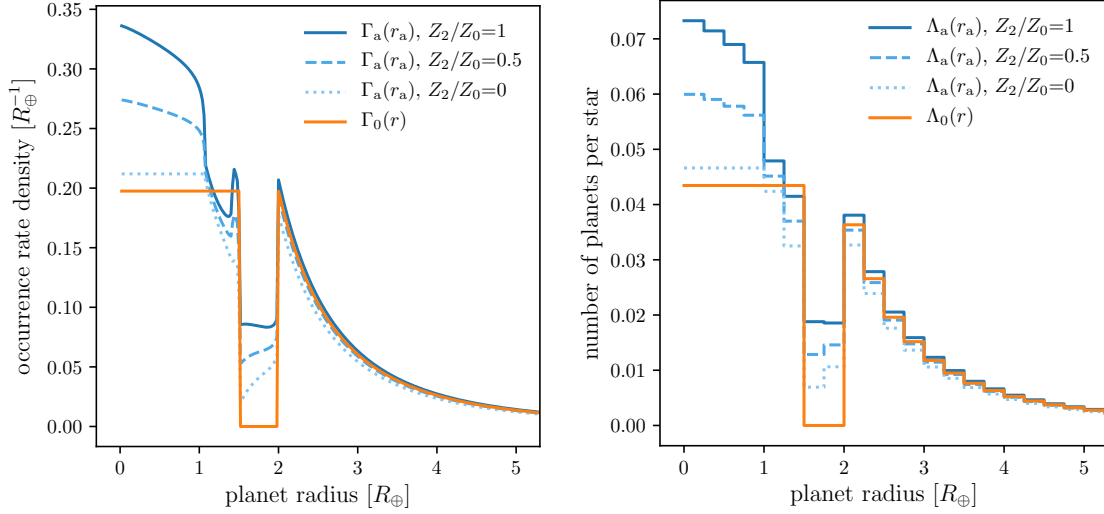 occurrence rate density [R⊕⁻¹]
0.35
0.30
0.25
0.20
0.15
0.10
0.05
0.00
Γₐ(rₐ), Z₂/Z₀=1
Γₐ(rₐ), Z₂/Z₀=0.5
Γₐ(rₐ), Z₂/Z₀=0
Γ₀(r)
0 1 2 3 4 5
planet radius [R⊕]
number of planets per star
0.07
0.06
0.05
0.04
0.03
0.02
0.01
0.00
Λₐ(rₐ), Z₂/Z₀=1
Λₐ(rₐ), Z₂/Z₀=0.5
Λₐ(rₐ), Z₂/Z₀=0
Λ₀(r)
0 1 2 3 4 5
planet radius [R⊕]